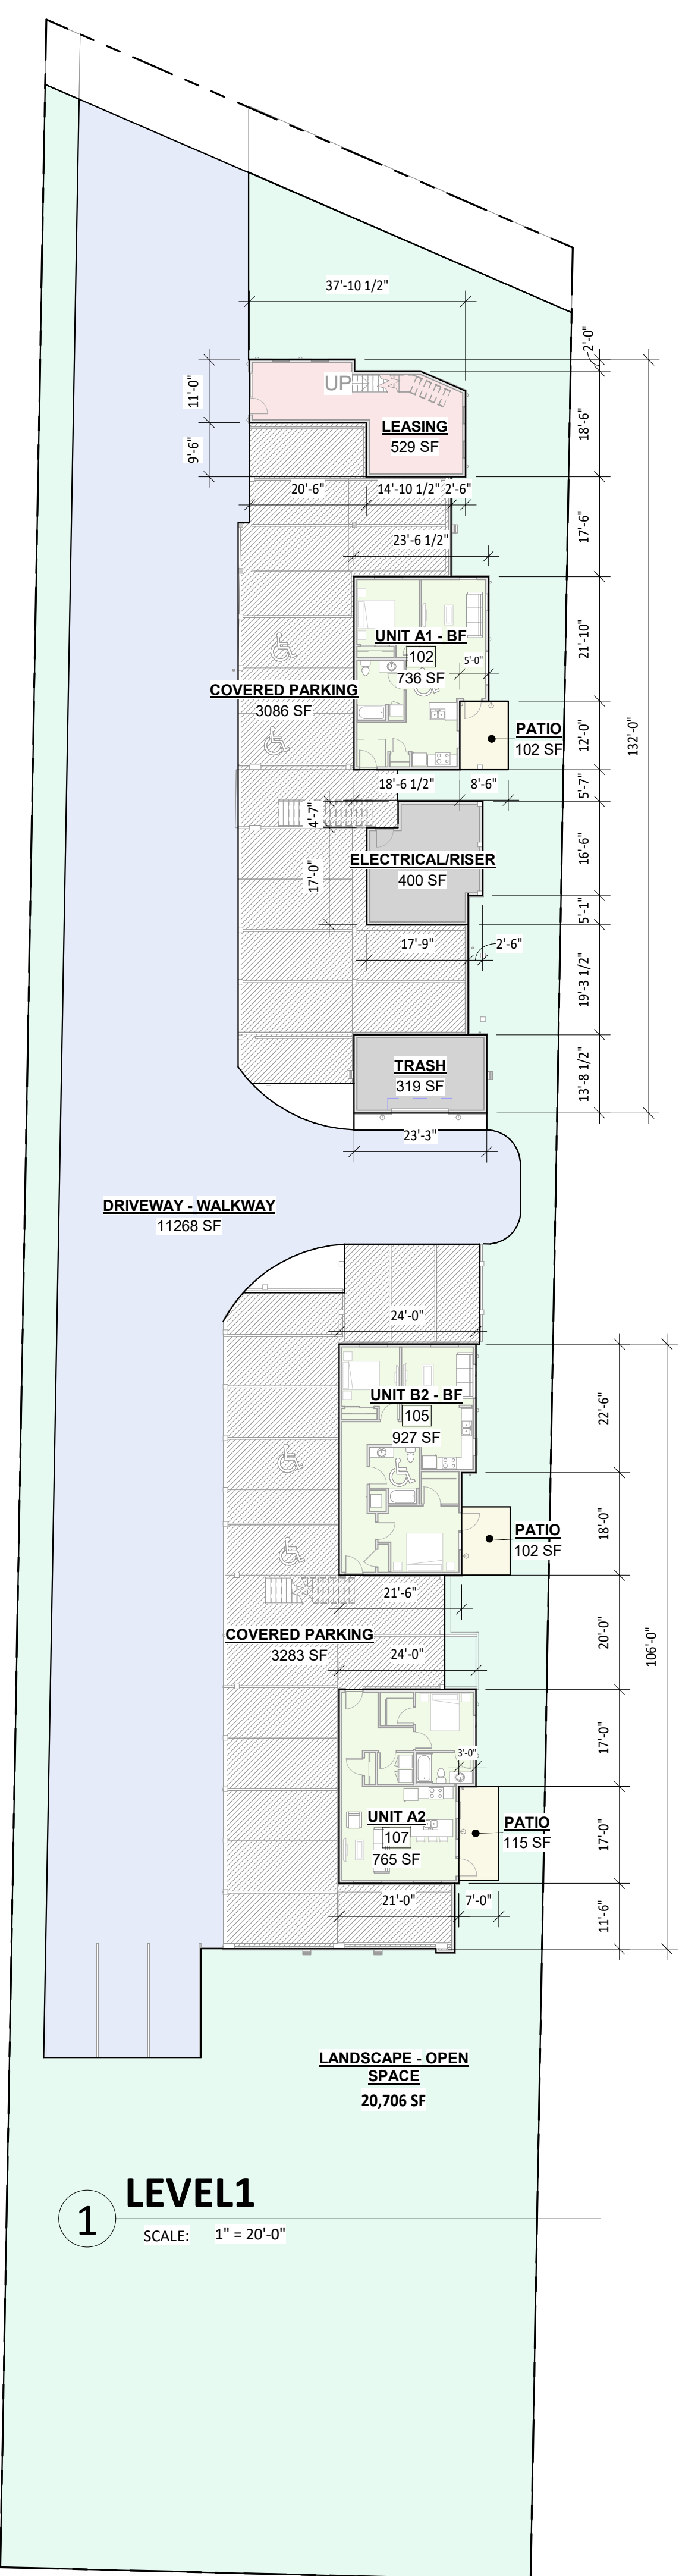 37'-10 1/2"
2'-0"
11'-0"
UP
18'-6"
132'-0"
LEASING
529 SF
9'-6"
20'-6"
14'-10 1/2"
2'-6"
17'-6"
23'-6 1/2"
UNIT A1 - BF
102
736 SF
5'-0"
21'-10"
COVERED PARKING
3086 SF
PATIO
102 SF
12'-0"
18'-6 1/2"
8'-6"
5'-7"
4'-7"
17'-0"
ELECTRICAL/RISER
400 SF
16'-6"
5'-1"
17'-9"
2'-6"
19'-3 1/2"
TRASH
319 SF
13'-8 1/2"
23'-3"
DRIVEWAY - WALKWAY
11268 SF
24'-0"
UNIT B2 - BF
105
927 SF
22'-6"
PATIO
102 SF
18'-0"
21'-6"
COVERED PARKING
3283 SF
24'-0"
20'-0"
106'-0"
17'-0"
3'-0"
UNIT A2
107
765 SF
PATIO
115 SF
17'-0"
21'-0"
7'-0"
11'-6"
LANDSCAPE - OPEN
SPACE
20,706 SF
1
LEVEL1
SCALE: 1" = 20'-0"